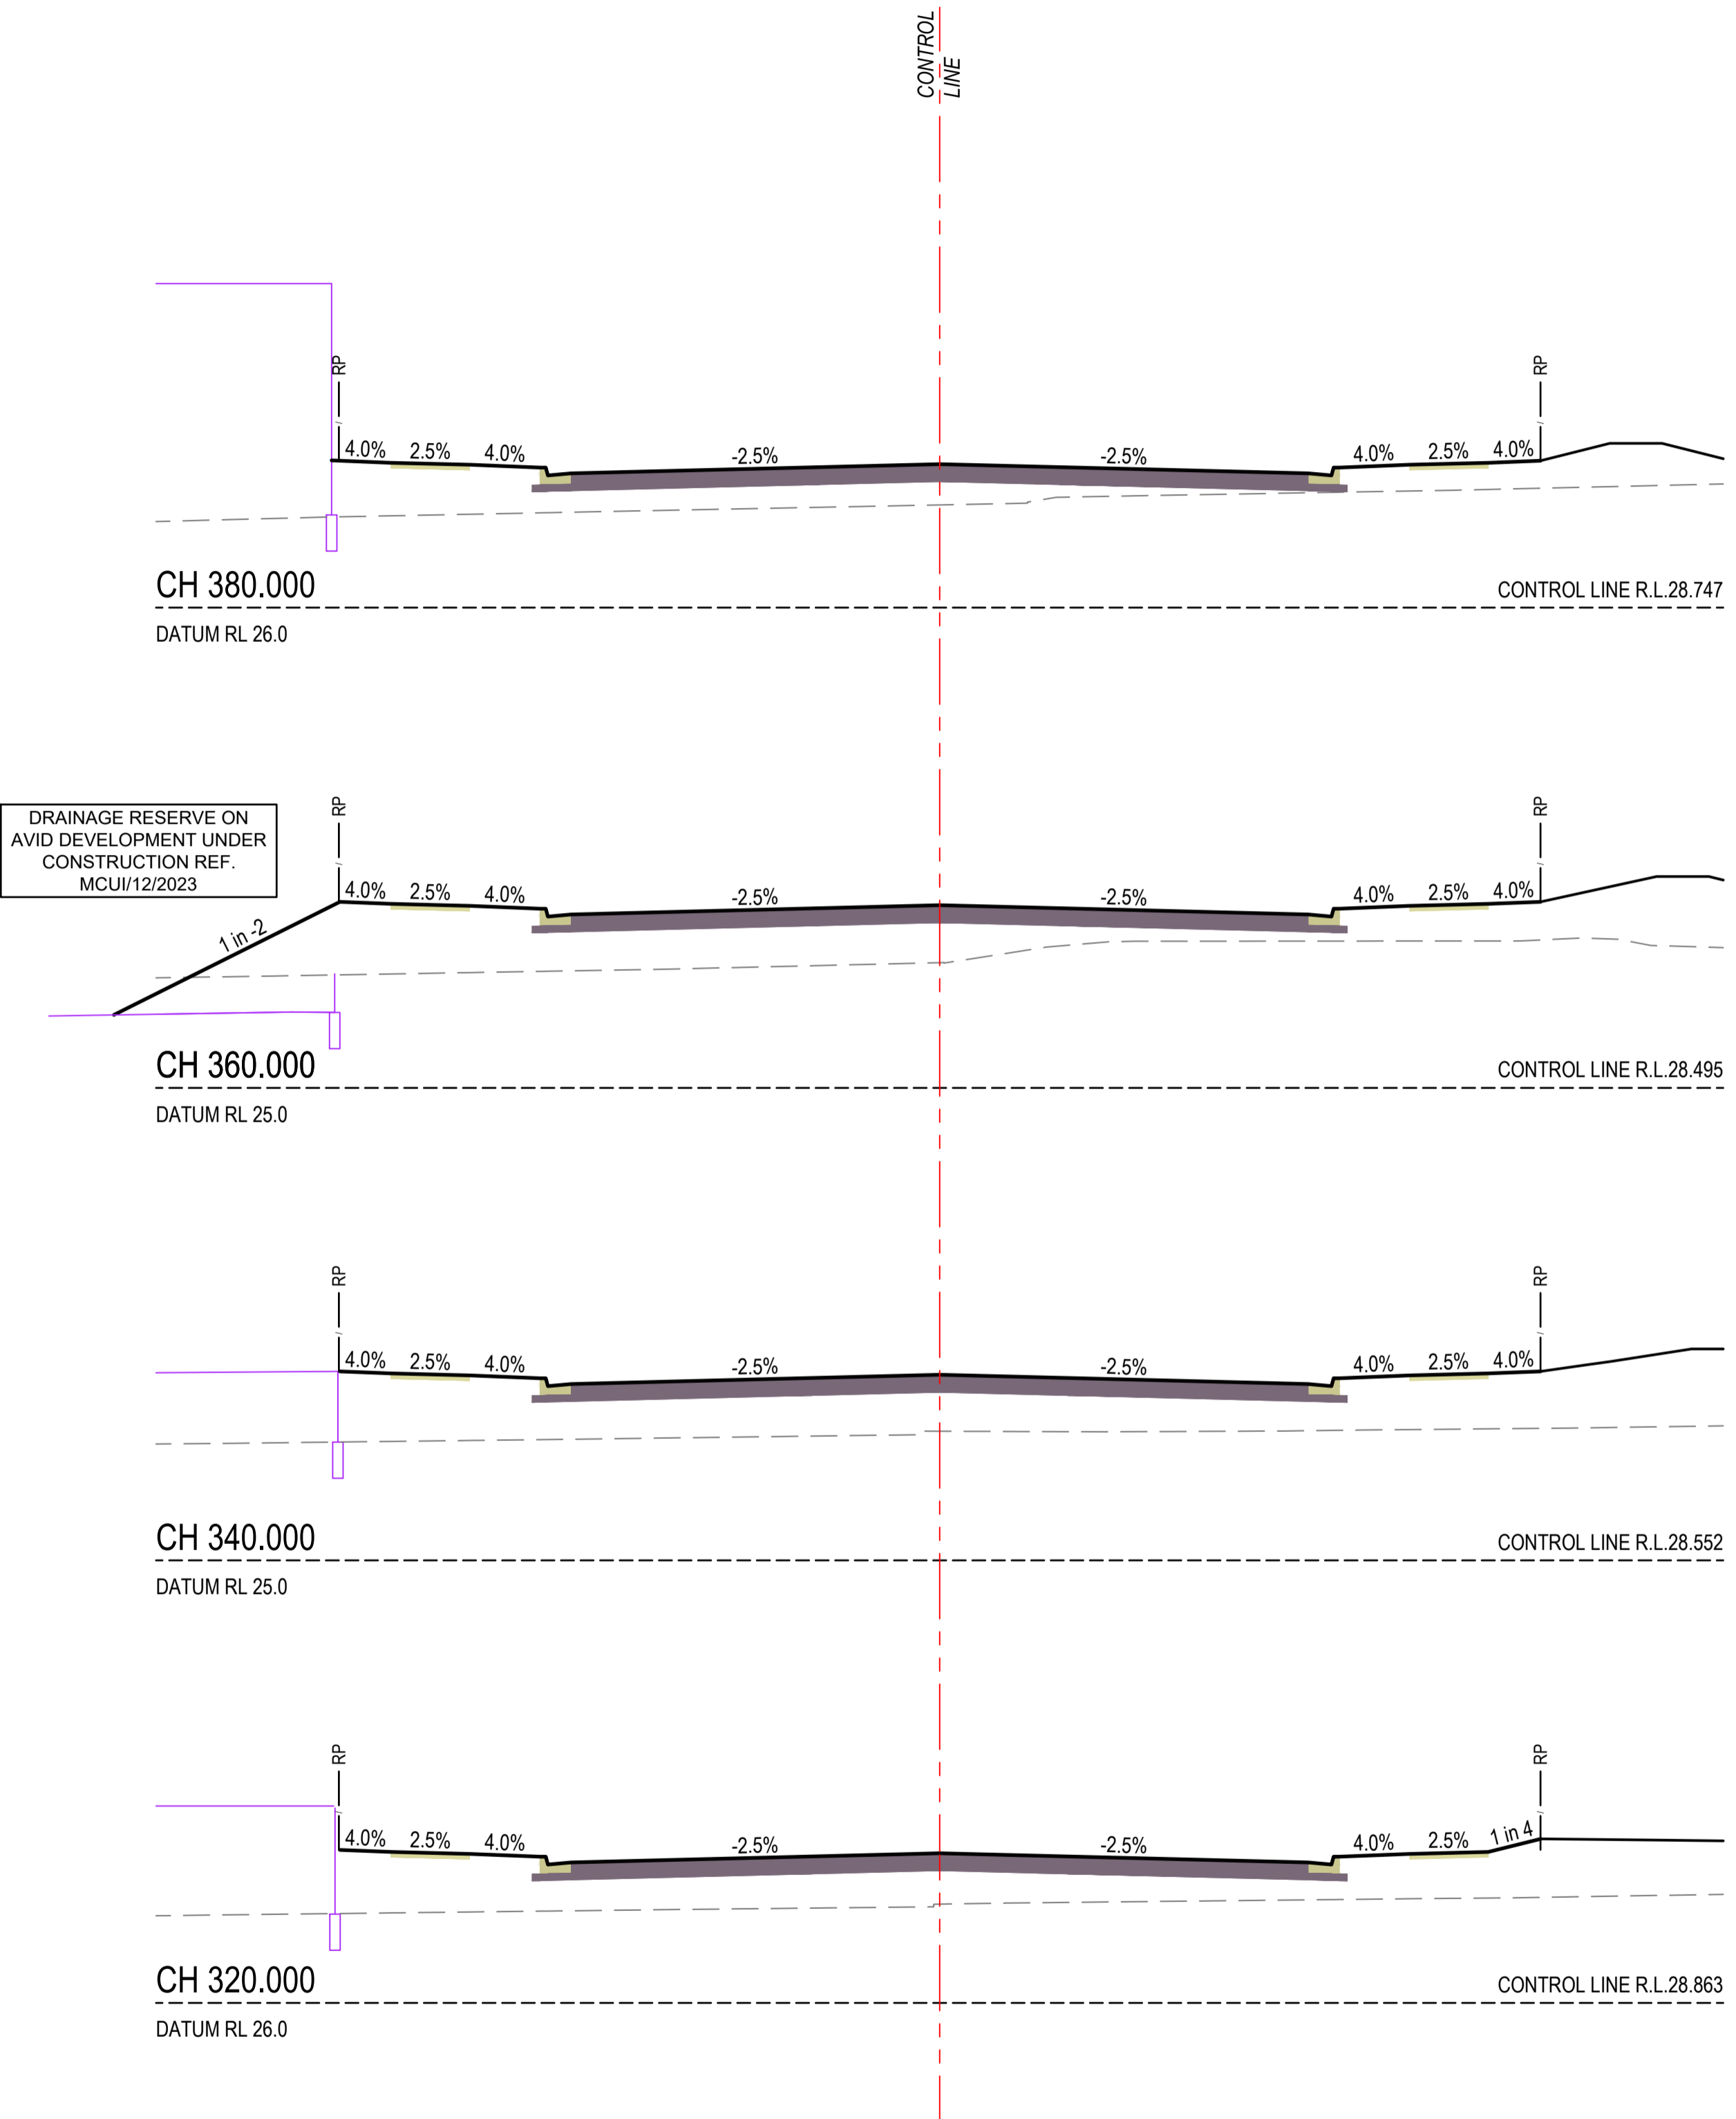 CONTROL
LINE
RP
RP
4.0% 2.5% 4.0% -2.5% -2.5% 4.0% 2.5% 4.0%
CH 380.000
CONTROL LINE R.L.28.747
DATUM RL 26.0
DRAINAGE RESERVE ON
AVID DEVELOPMENT UNDER
CONSTRUCTION REF.
MCUI/12/2023
RP
RP
1 in -2
4.0% 2.5% 4.0% -2.5% -2.5% 4.0% 2.5% 4.0%
CH 360.000
CONTROL LINE R.L.28.495
DATUM RL 25.0
RP
RP
4.0% 2.5% 4.0% -2.5% -2.5% 4.0% 2.5% 4.0%
CH 340.000
CONTROL LINE R.L.28.552
DATUM RL 25.0
RP
RP
4.0% 2.5% 4.0% -2.5% -2.5% 4.0% 2.5% 1 in 4
CH 320.000
CONTROL LINE R.L.28.863
DATUM RL 26.0